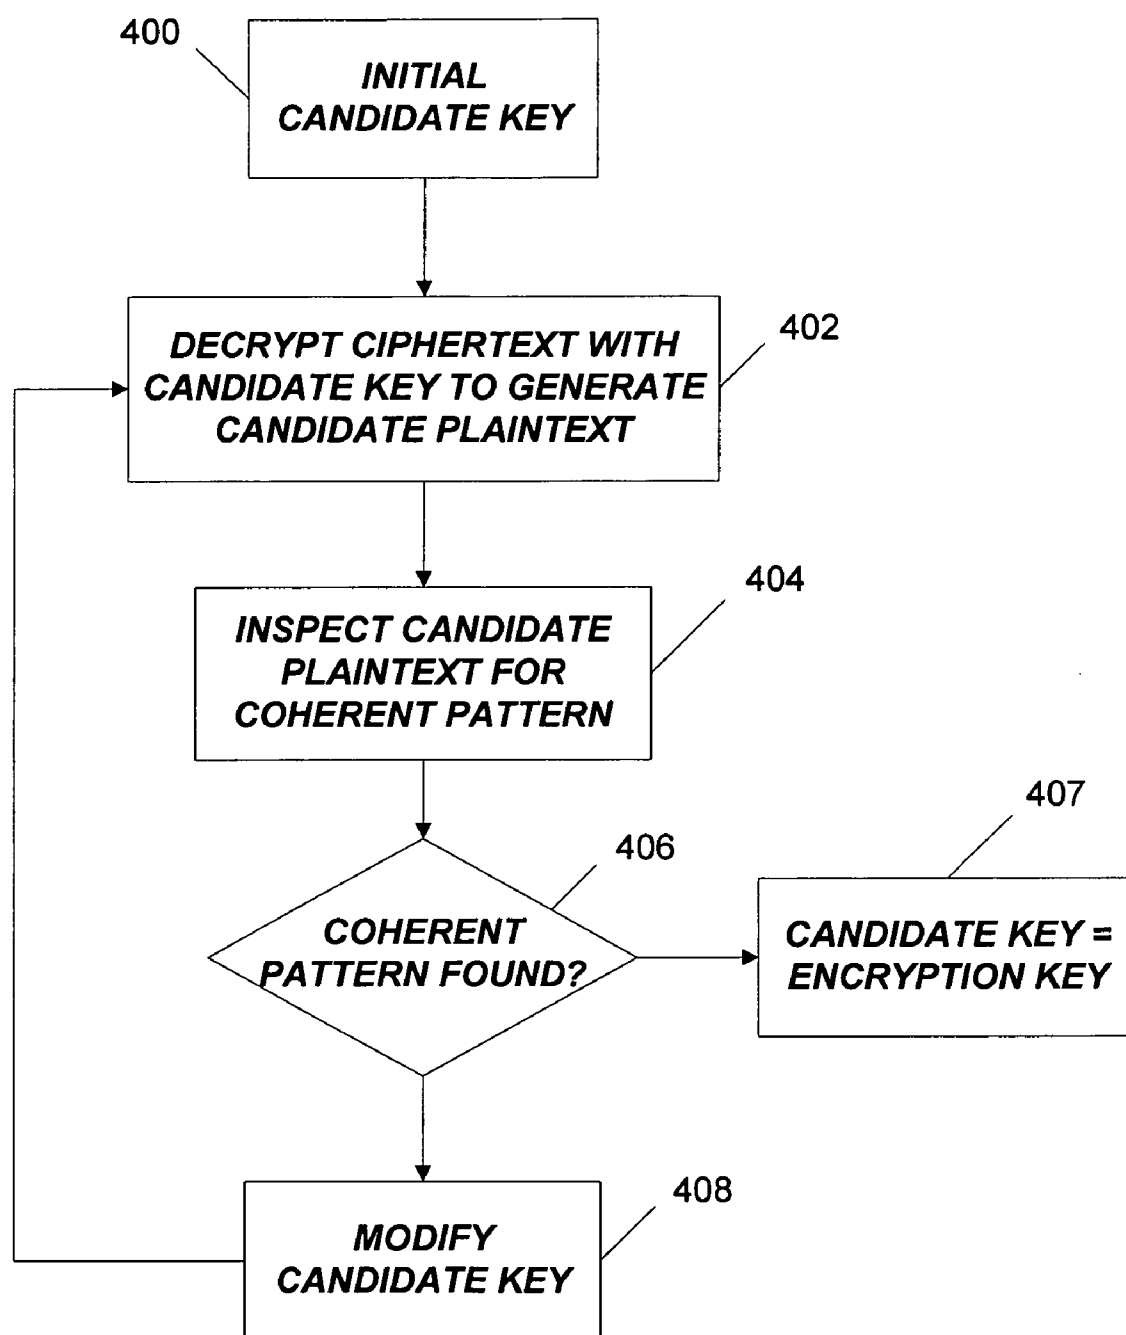 400
INITIAL
CANDIDATE KEY
402
DECRYPT CIPHERTEXT WITH
CANDIDATE KEY TO GENERATE
CANDIDATE PLAINTEXT
404
INSPECT CANDIDATE
PLAINTEXT FOR
COHERENT PATTERN
406
COHERENT
PATTERN FOUND?
407
CANDIDATE KEY =
ENCRYPTION KEY
408
MODIFY
CANDIDATE KEY